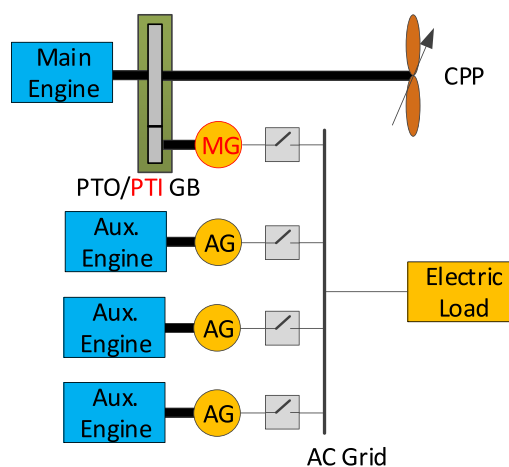 Main
Engine
CPP
MG
PTO/PTI GB
Aux.
Engine
AG
Electric
Load
Aux.
Engine
AG
Aux.
Engine
AG
AC Grid